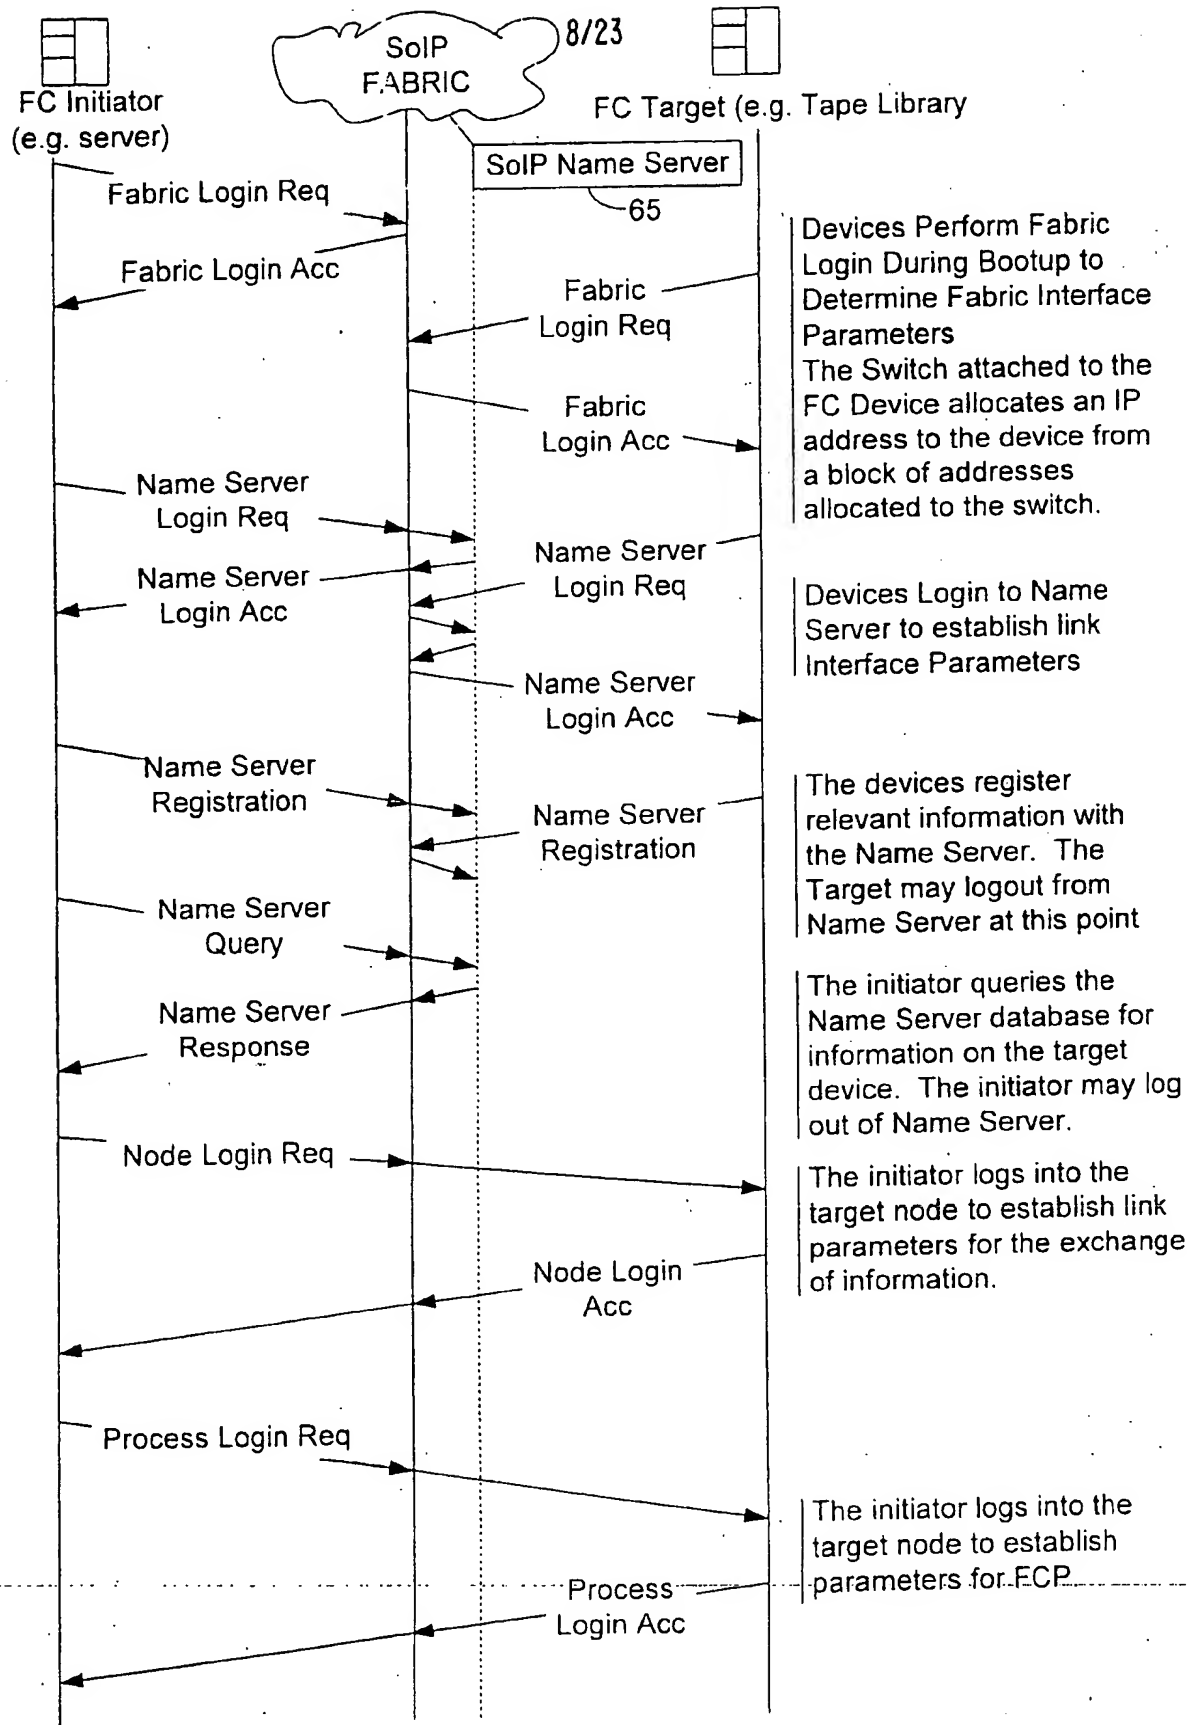 8/23
SoIP
FABRIC
FC Initiator
(e.g. server)
FC Target (e.g. Tape Library
SoIP Name Server
65
Fabric Login Req
Fabric Login Acc
Fabric
Login Req
Fabric
Login Acc
Devices Perform Fabric
Login During Bootup to
Determine Fabric Interface
Parameters
The Switch attached to the
FC Device allocates an IP
address to the device from
a block of addresses
allocated to the switch.
Name Server
Login Req
Name Server
Login Acc
Name Server
Login Req
Name Server
Login Acc
Devices Login to Name
Server to establish link
Interface Parameters
Name Server
Registration
Name Server
Registration
The devices register
relevant information with
the Name Server. The
Target may logout from
Name Server at this point
Name Server
Query
Name Server
Response
The initiator queries the
Name Server database for
information on the target
device. The initiator may log
out of Name Server.
Node Login Req
Node Login
Acc
The initiator logs into the
target node to establish link
parameters for the exchange
of information.
Process Login Req
Process
Login Acc
The initiator logs into the
target node to establish
parameters for FCP